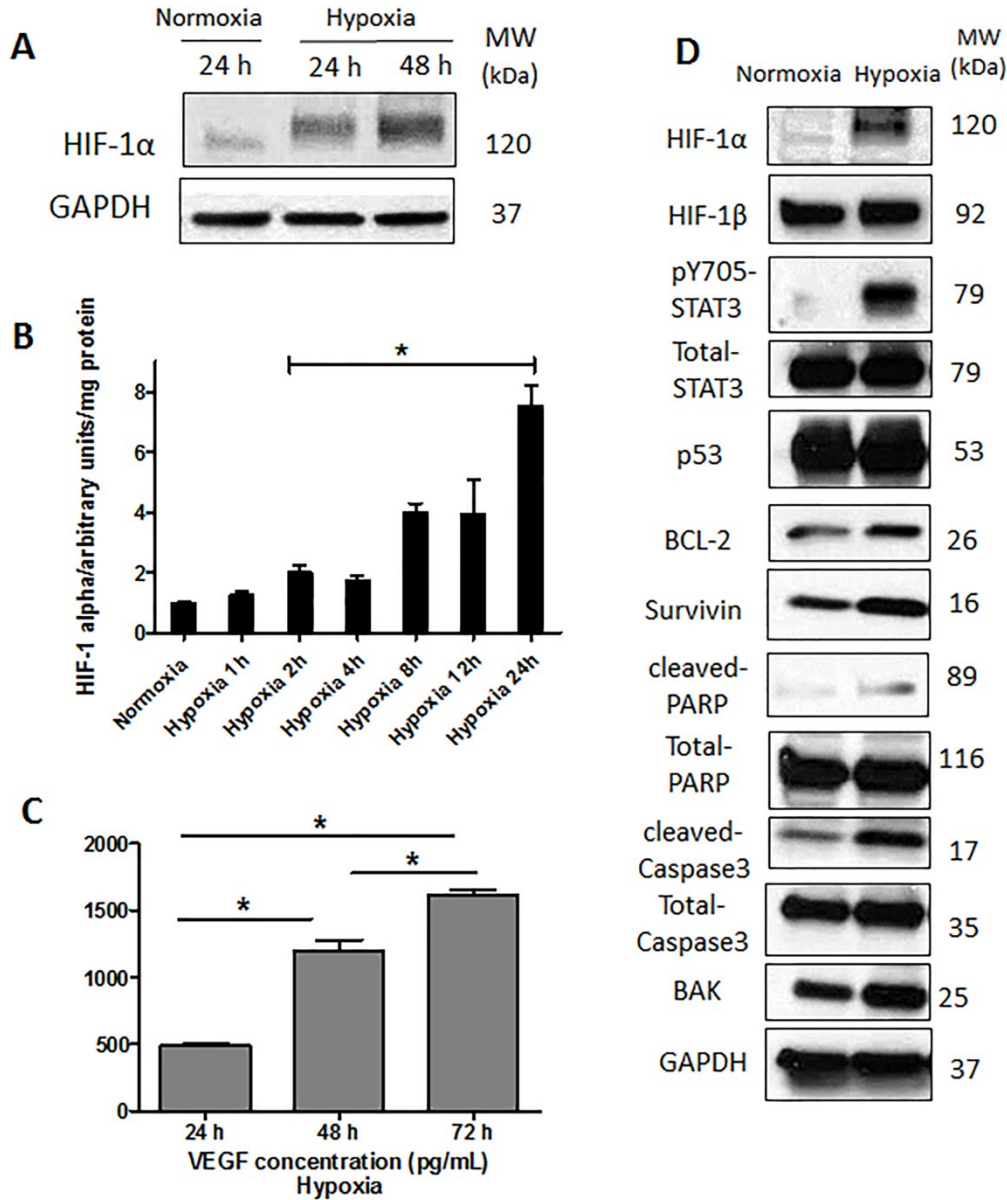 A
Normoxia Hypoxia
24 h 24 h 48 h
MW
(kDa)
HIF-1α 120
GAPDH 37
B
HIF-1 alpha/arbitrary units/mg protein
*
8
6
4
2
0
Normoxia
Hypoxia 1h
Hypoxia 2h
Hypoxia 4h
Hypoxia 8h
Hypoxia 12h
Hypoxia 24h
C
*
*
*
2000
1500
1000
500
0
24 h 48 h 72 h
VEGF concentration (pg/mL)
Hypoxia
D
Normoxia Hypoxia
MW
(kDa)
HIF-1α 120
HIF-1β 92
pY705-
STAT3 79
Total-
STAT3 79
p53 53
BCL-2 26
Survivin 16
cleaved-
PARP 89
Total-
PARP 116
cleaved-
Caspase3 17
Total-
Caspase3 35
BAK 25
GAPDH 37